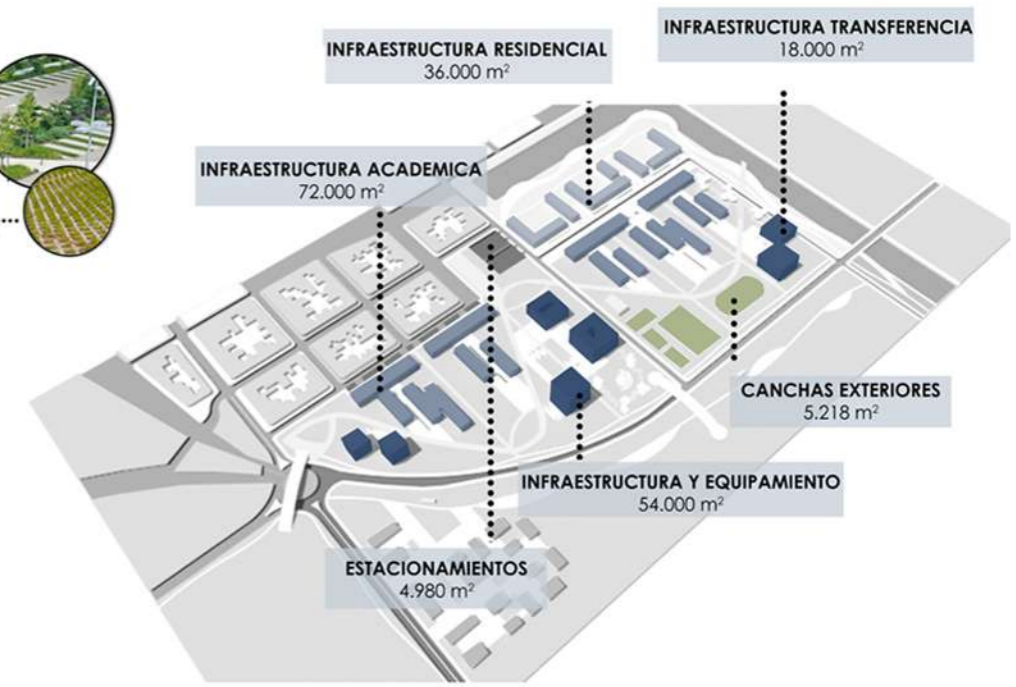 INFRAESTRUCTURA TRANSFERENCIA
18.000 m²
INFRAESTRUCTURA RESIDENCIAL
36.000 m²
INFRAESTRUCTURA ACADEMICA
72.000 m²
CANCHAS EXTERIORES
5.218 m²
INFRAESTRUCTURA Y EQUIPAMIENTO
54.000 m²
ESTACIONAMIENTOS
4.980 m²